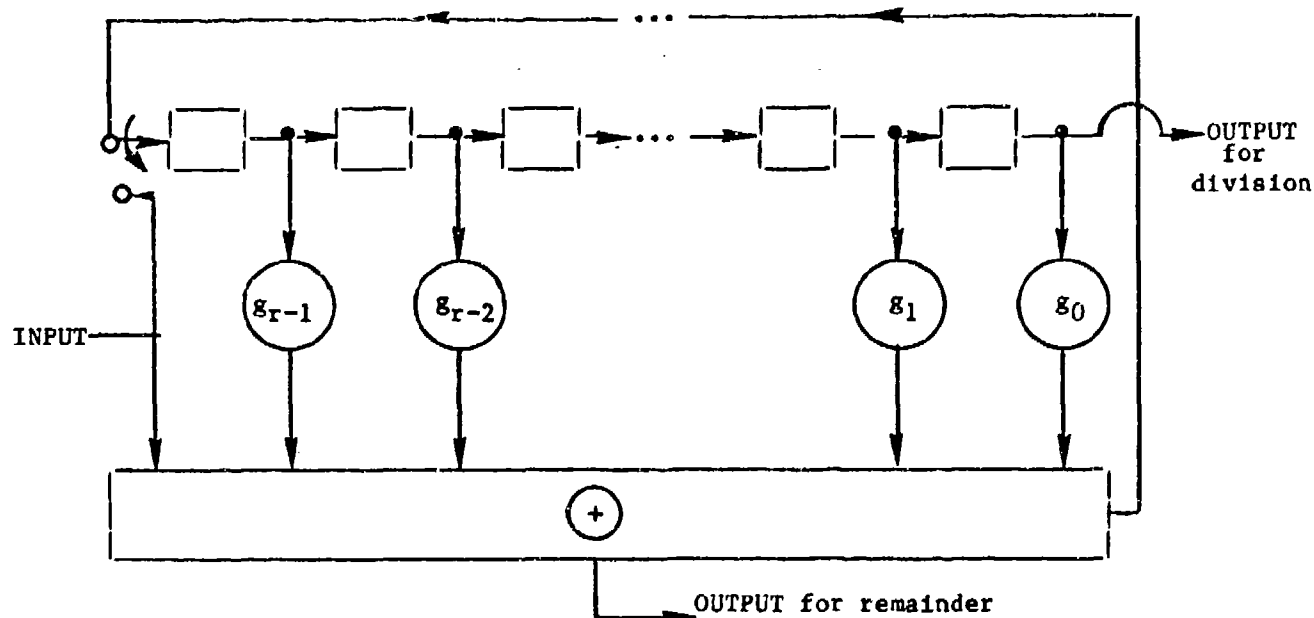 ...
...
OUTPUT
for
division
g_{r-1}
g_{r-2}
g_1
g_0
INPUT
+
OUTPUT for remainder